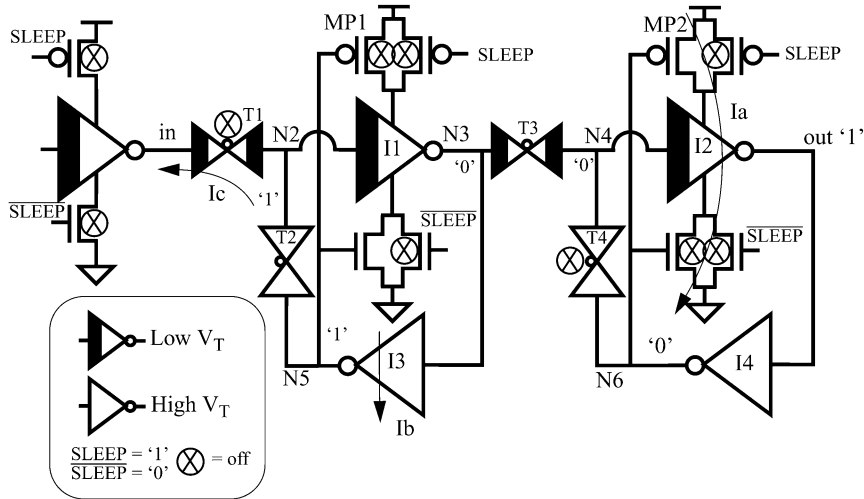 SLEEP
MP1
SLEEP
MP2
SLEEP
T1
in
N2
I1
N3
T3
N4
Ia
I2
out ‘1’
‘0’
‘0’
Ic
‘1’
SLEEP
T2
SLEEP
T4
SLEEP
‘1’
I3
N5
Ib
‘0’
I4
N6
Low VT
High VT
SLEEP = ‘1’
SLEEP = ‘0’
= off